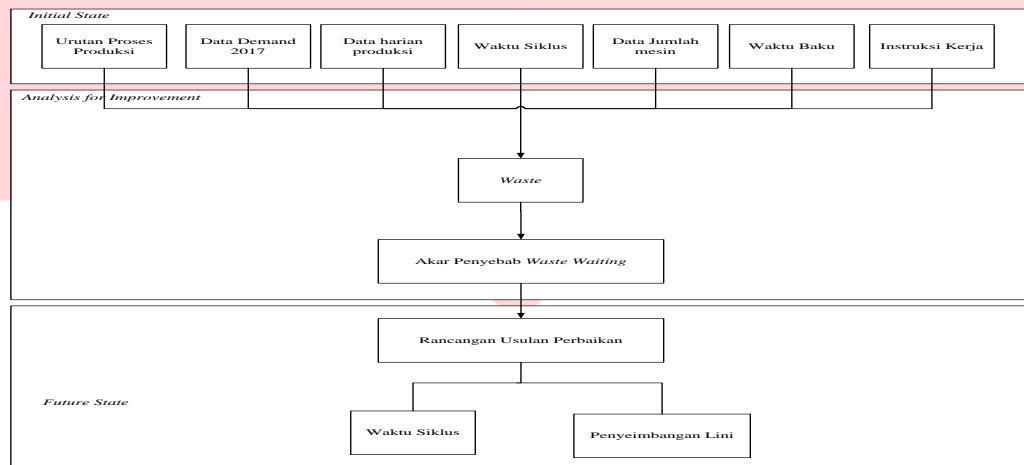 Initial State
Urutan Proses
Produksi
Data Demand
2017
Data harian
produksi
Waktu Siklus
Data Jumlah
mesin
Waktu Baku
Instruksi Kerja
Analysis for Improvement
Waste
Akar Penyebab Waste Waiting
Rancangan Usulan Perbaikan
Future State
Waktu Siklus
Penyeimbangan Lini